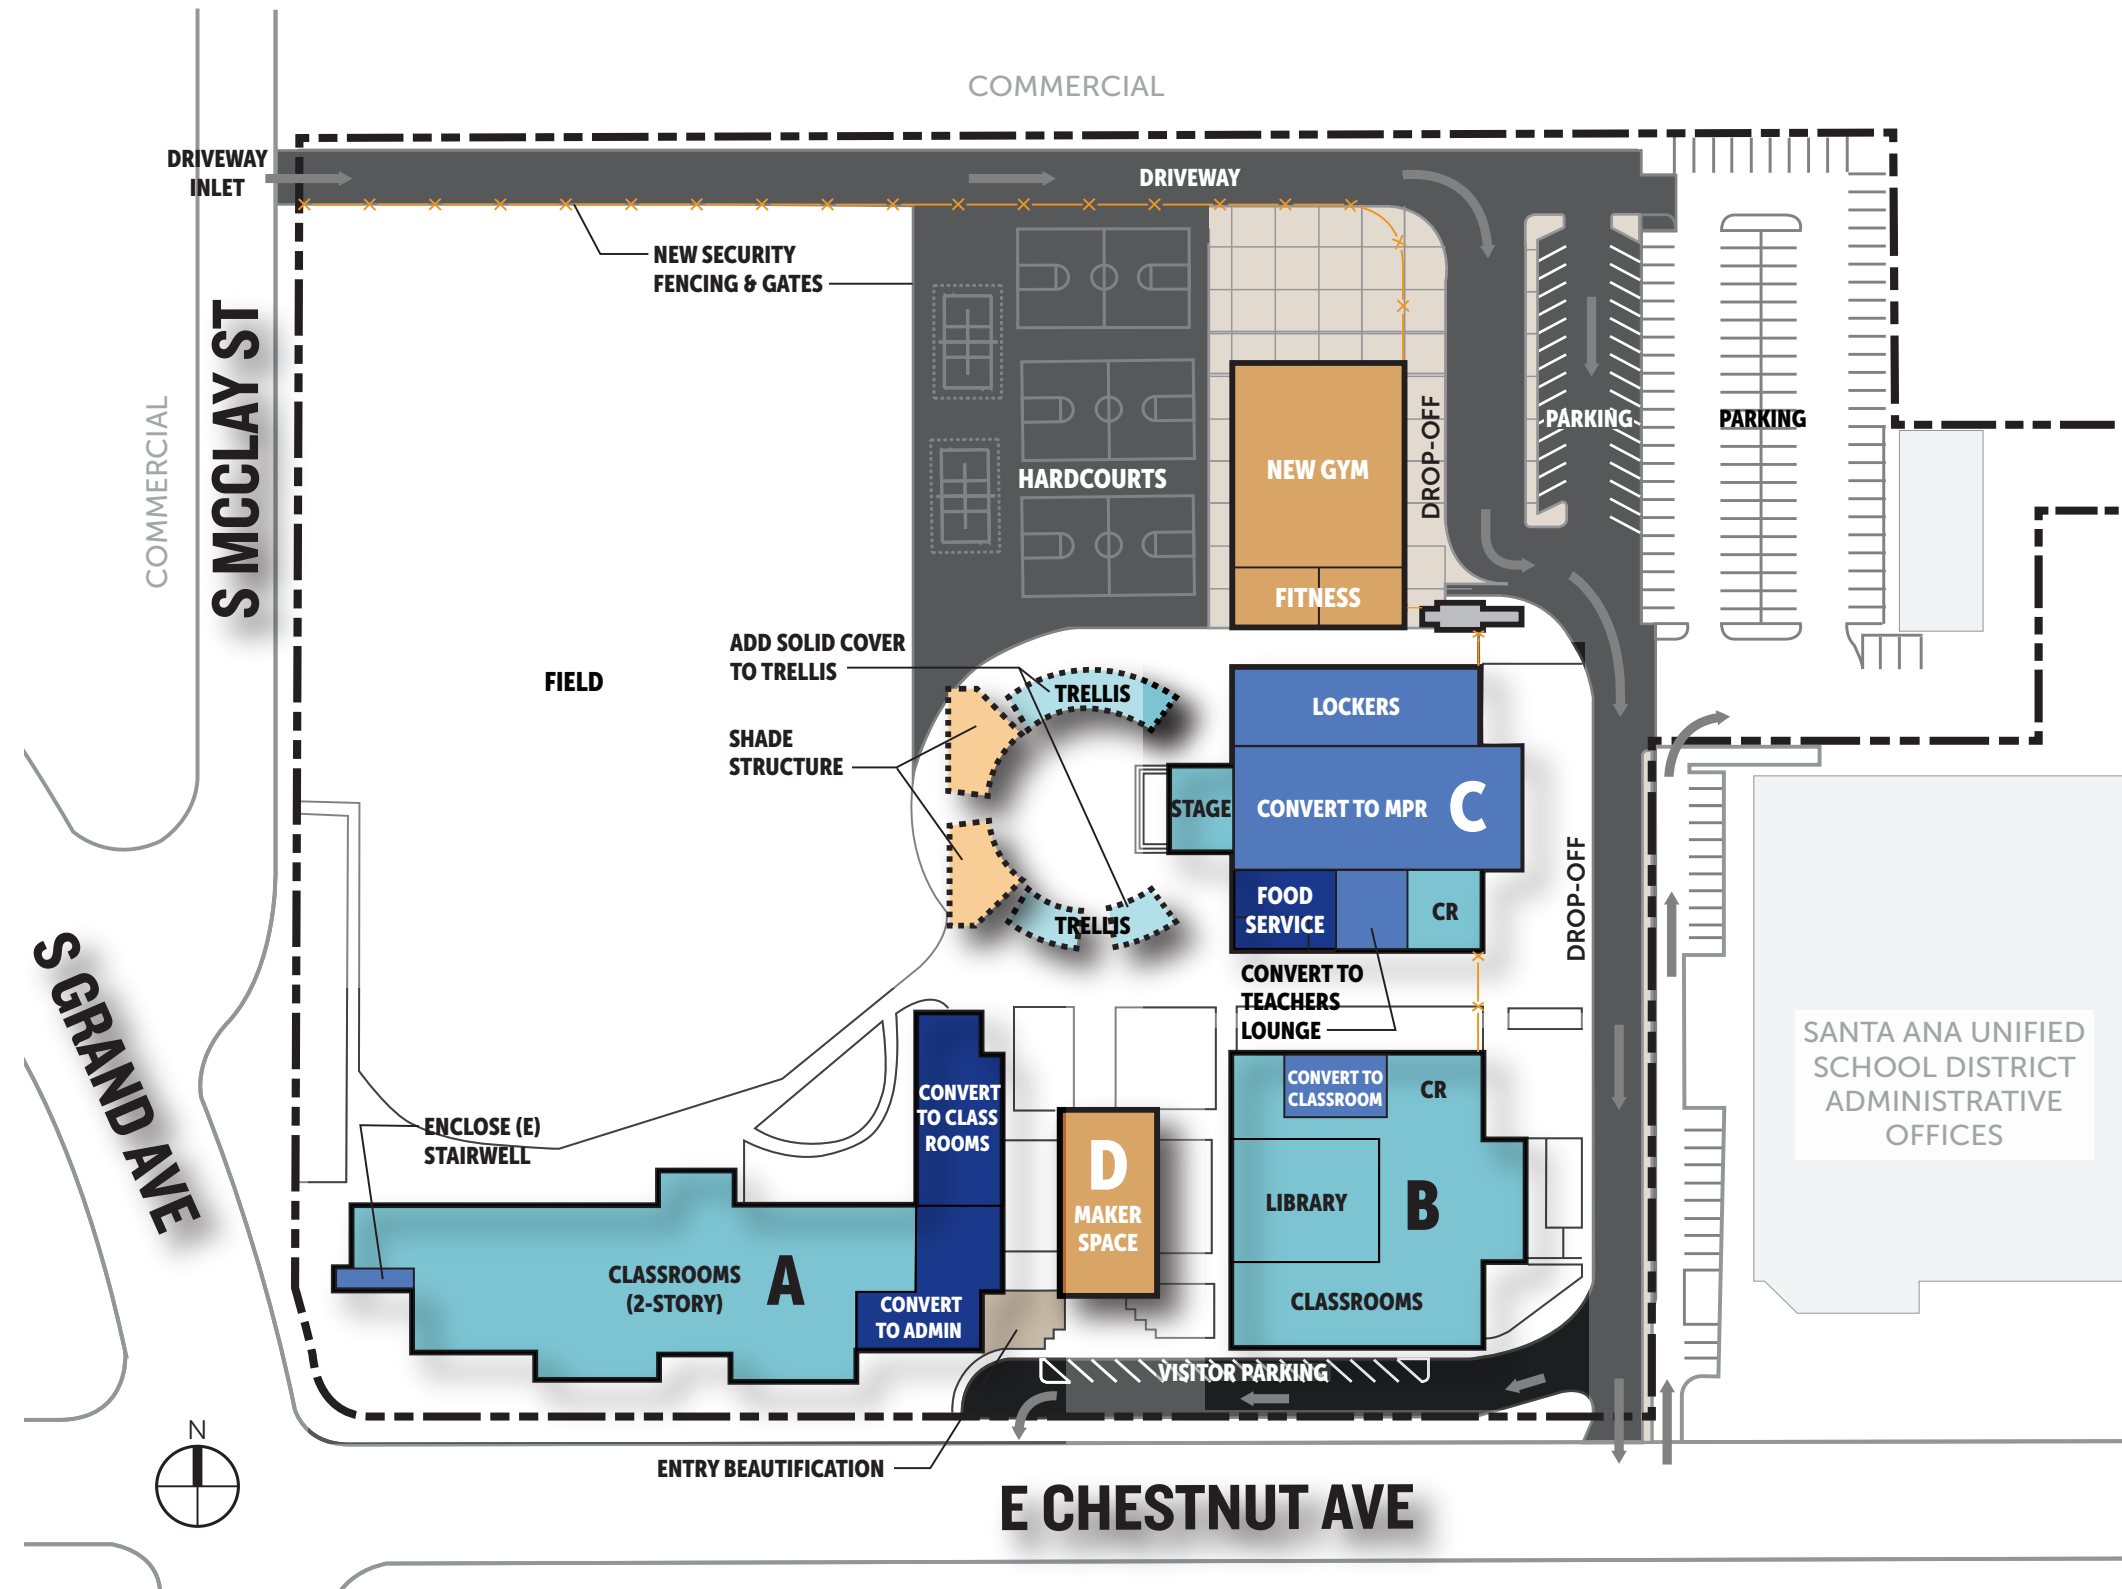 COMMERCIAL
DRIVEWAY
INLET
DRIVEWAY
NEW SECURITY
FENCING & GATES
S MCCLAY ST
COMMERCIAL
HARDCOURTS
NEW GYM
FITNESS
DROP-OFF
PARKING
PARKING
FIELD
ADD SOLID COVER
TO TRELLIS
TRELLIS
SHADE
STRUCTURE
TRELLIS
LOCKERS
STAGE
CONVERT TO MPR
C
FOOD
SERVICE
CR
DROP-OFF
CONVERT TO
TEACHERS
LOUNGE
S GRAND AVE
SANTA ANA UNIFIED
SCHOOL DISTRICT
ADMINISTRATIVE
OFFICES
ENCLOSE (E)
STAIRWELL
CONVERT
TO CLASS
ROOMS
CONVERT TO
CLASSROOM
CR
D
MAKER
SPACE
LIBRARY
B
CLASSROOMS
CLASSROOMS
(2-STORY)
A
CONVERT
TO ADMIN
VISITOR PARKING
N
ENTRY BEAUTIFICATION
E CHESTNUT AVE